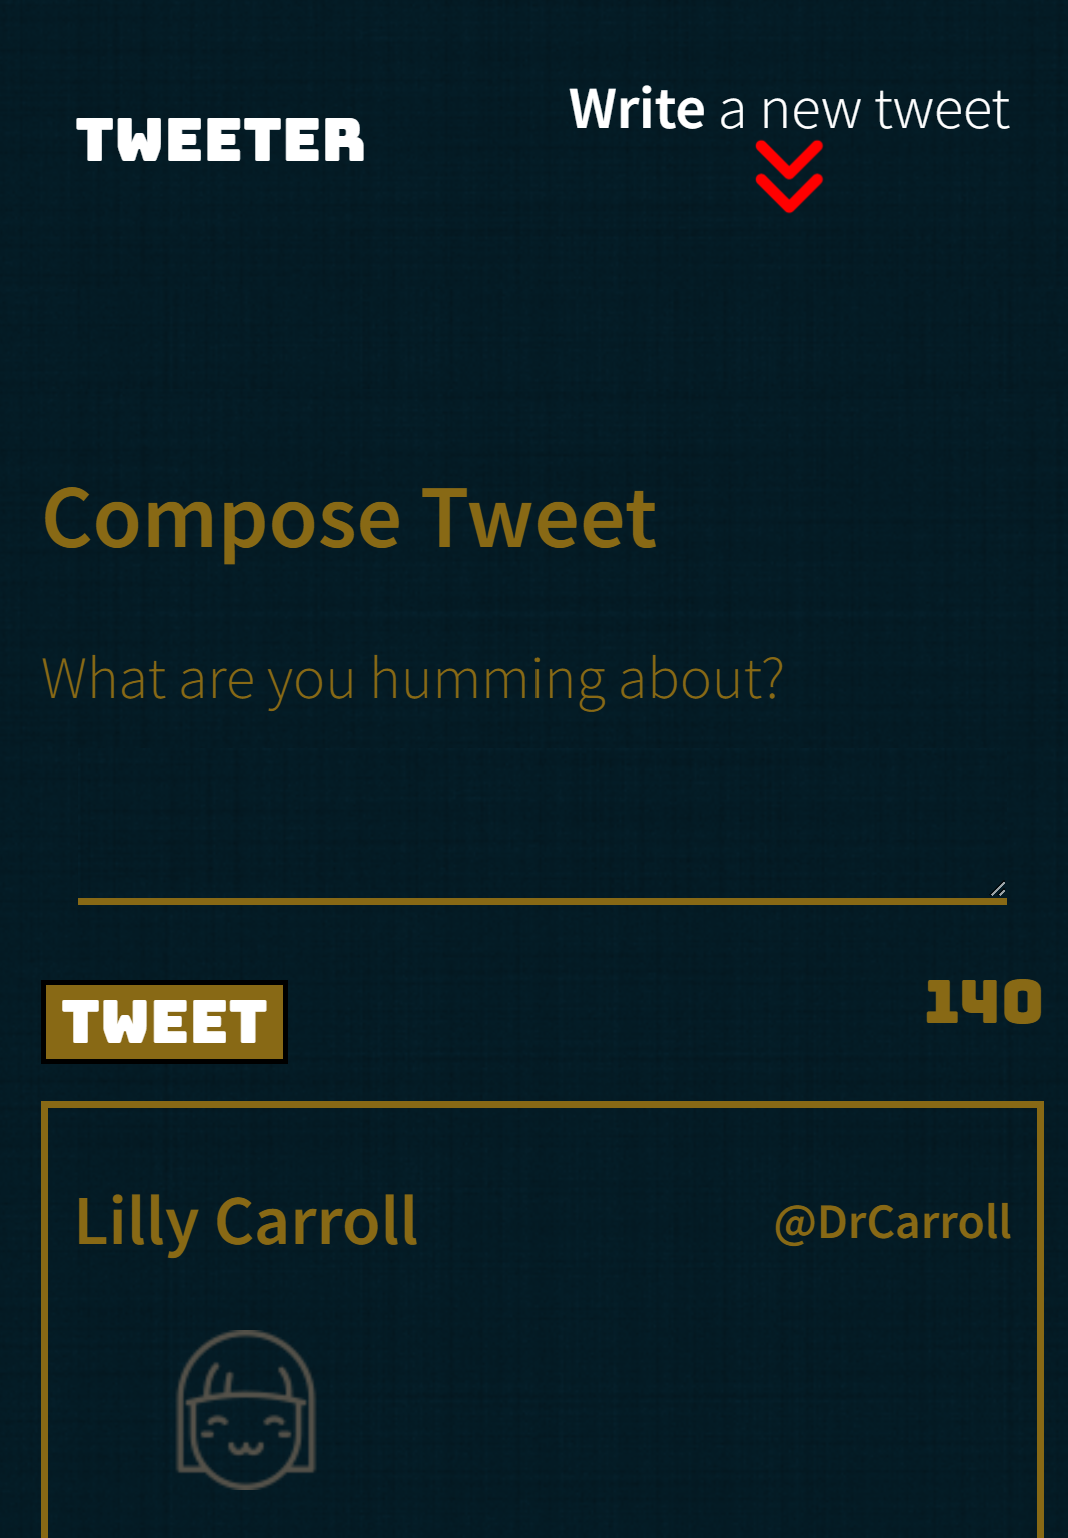 TWEETER
Write a new tweet
Compose Tweet
What are you humming about?
TWEET
140
Lilly Carroll
@DrCarroll